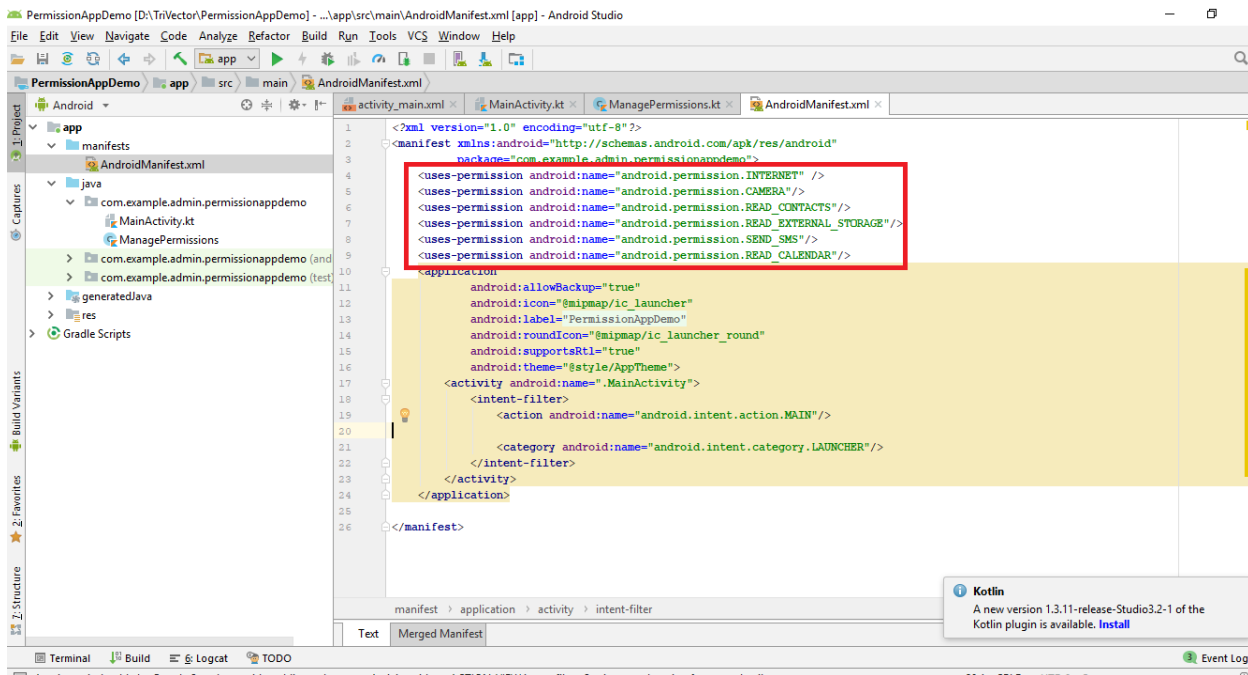 PermissionAppDemo [D:\TriVector\PermissionAppDemo] - ...\app\src\main\AndroidManifest.xml [app] - Android Studio
File Edit View Navigate Code Analyze Refactor Build Run Tools VCS Window Help
app
PermissionAppDemo app src main AndroidManifest.xml
1: Project
Captures
Build Variants
2: Favorites
Z: Structure
Android
app
manifests
AndroidManifest.xml
java
com.example.admin.permissionappdemo
MainActivity.kt
ManagePermissions
com.example.admin.permissionappdemo (and
com.example.admin.permissionappdemo (test)
generatedJava
res
Gradle Scripts
activity_main.xml MainActivity.kt ManagePermissions.kt AndroidManifest.xml
1 <?xml version="1.0" encoding="utf-8"?>
2 <manifest xmlns:android="http://schemas.android.com/apk/res/android"
3 package="com.example.admin.permissionappdemo">
4 <uses-permission android:name="android.permission.INTERNET" />
5 <uses-permission android:name="android.permission.CAMERA"/>
6 <uses-permission android:name="android.permission.READ_CONTACTS"/>
7 <uses-permission android:name="android.permission.READ_EXTERNAL_STORAGE"/>
8 <uses-permission android:name="android.permission.SEND_SMS"/>
9 <uses-permission android:name="android.permission.READ_CALENDAR"/>
10 <application
11 android:allowBackup="true"
12 android:icon="@mipmap/ic_launcher"
13 android:label="PermissionAppDemo"
14 android:roundIcon="@mipmap/ic_launcher_round"
15 android:supportsRtl="true"
16 android:theme="@style/AppTheme">
17 <activity android:name=".MainActivity">
18 <intent-filter>
19 <action android:name="android.intent.action.MAIN"/>
20
21 <category android:name="android.intent.category.LAUNCHER"/>
22 </intent-filter>
23 </activity>
24 </application>
25
26 </manifest>
manifest › application › activity › intent-filter
Text Merged Manifest
Kotlin
A new version 1.3.11-release-Studio3.2-1 of the
Kotlin plugin is available. Install
Terminal Build 6: Logcat TODO
3 Event Log